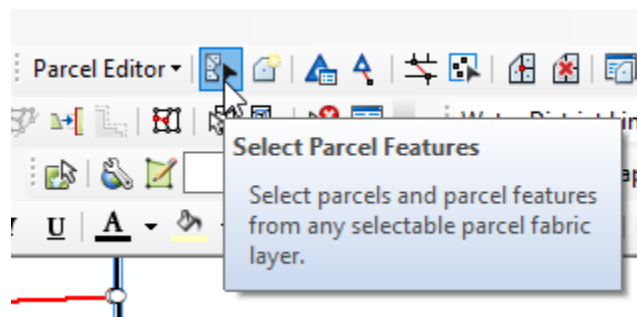 Parcel Editor
Select Parcel Features
Select parcels and parcel features
from any selectable parcel fabric
layer.
U A